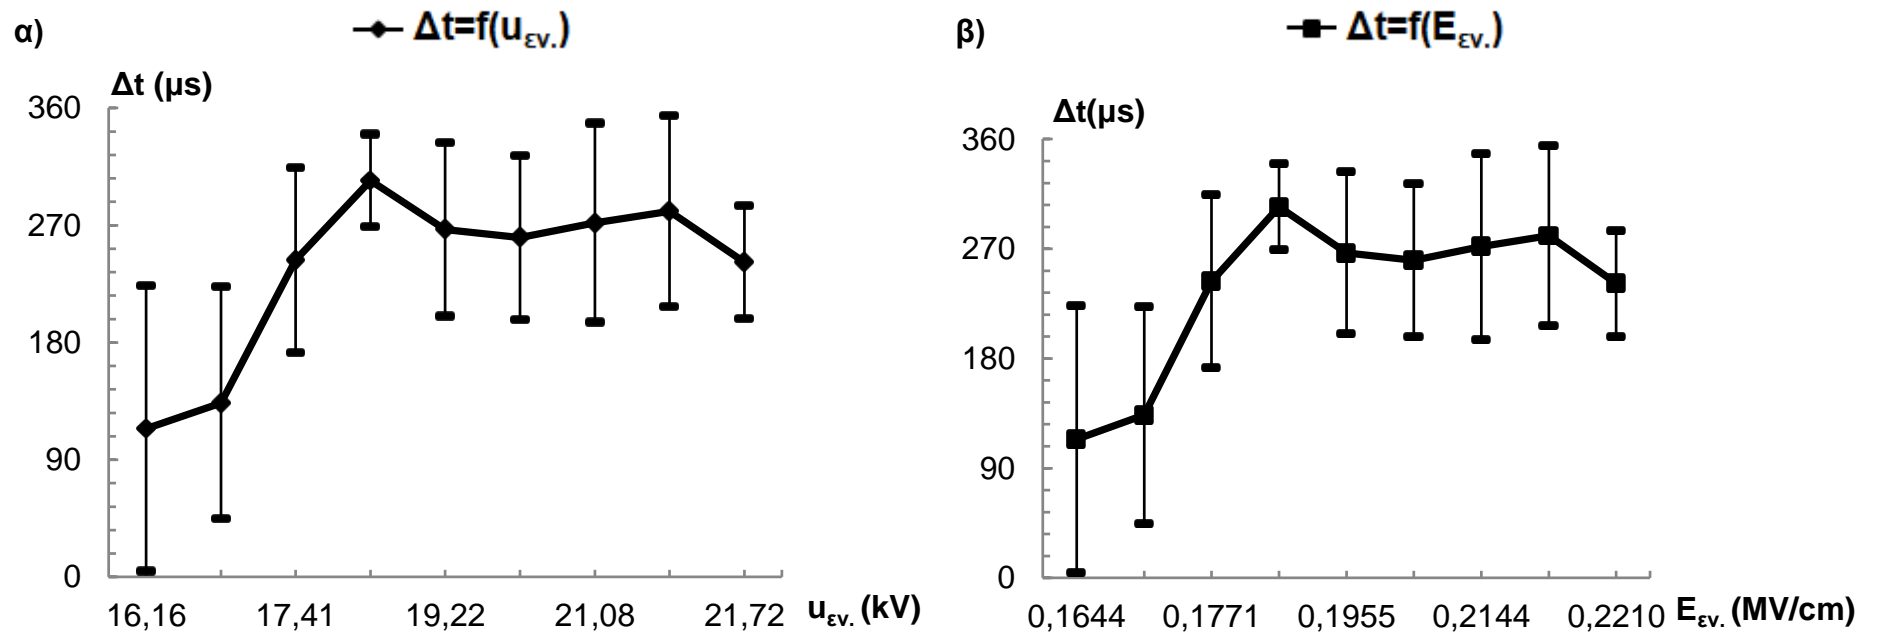 α)
Δt=f(uεν.)
Δt (μs)
360
270
180
90
0
16,16 17,41 19,22 21,08 21,72 uεν. (kV)
β)
Δt=f(Eεν.)
Δt(μs)
360
270
180
90
0
0,1644 0,1771 0,1955 0,2144 0,2210 Eεν. (MV/cm)